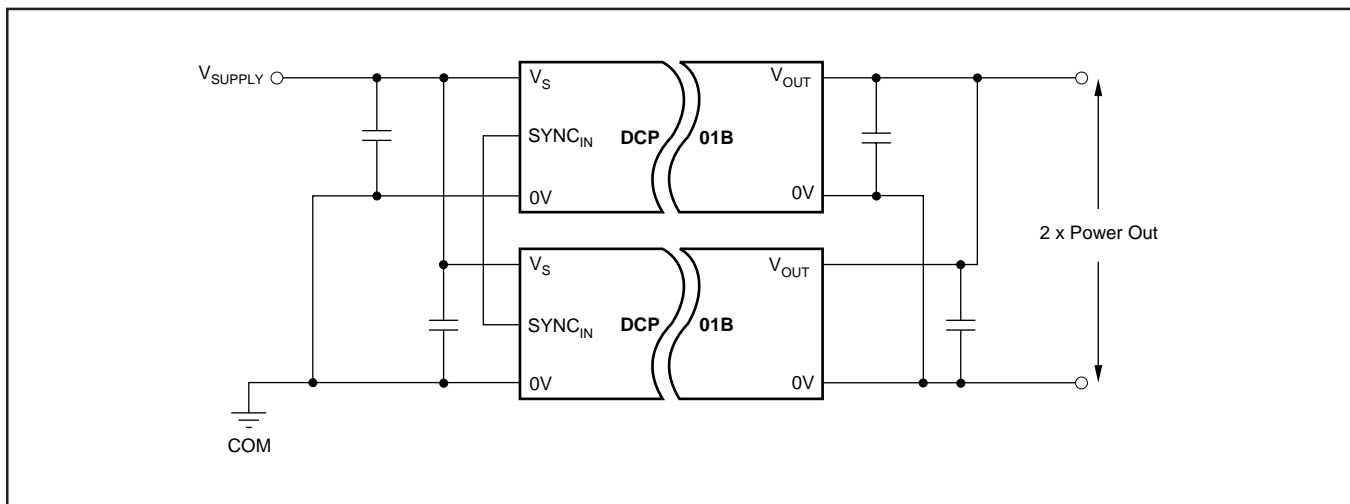 VSUPPLY
VS
VOUT
SYNCIN
DCP
01B
0V
0V
2 x Power Out
VS
VOUT
SYNCIN
DCP
01B
0V
0V
COM